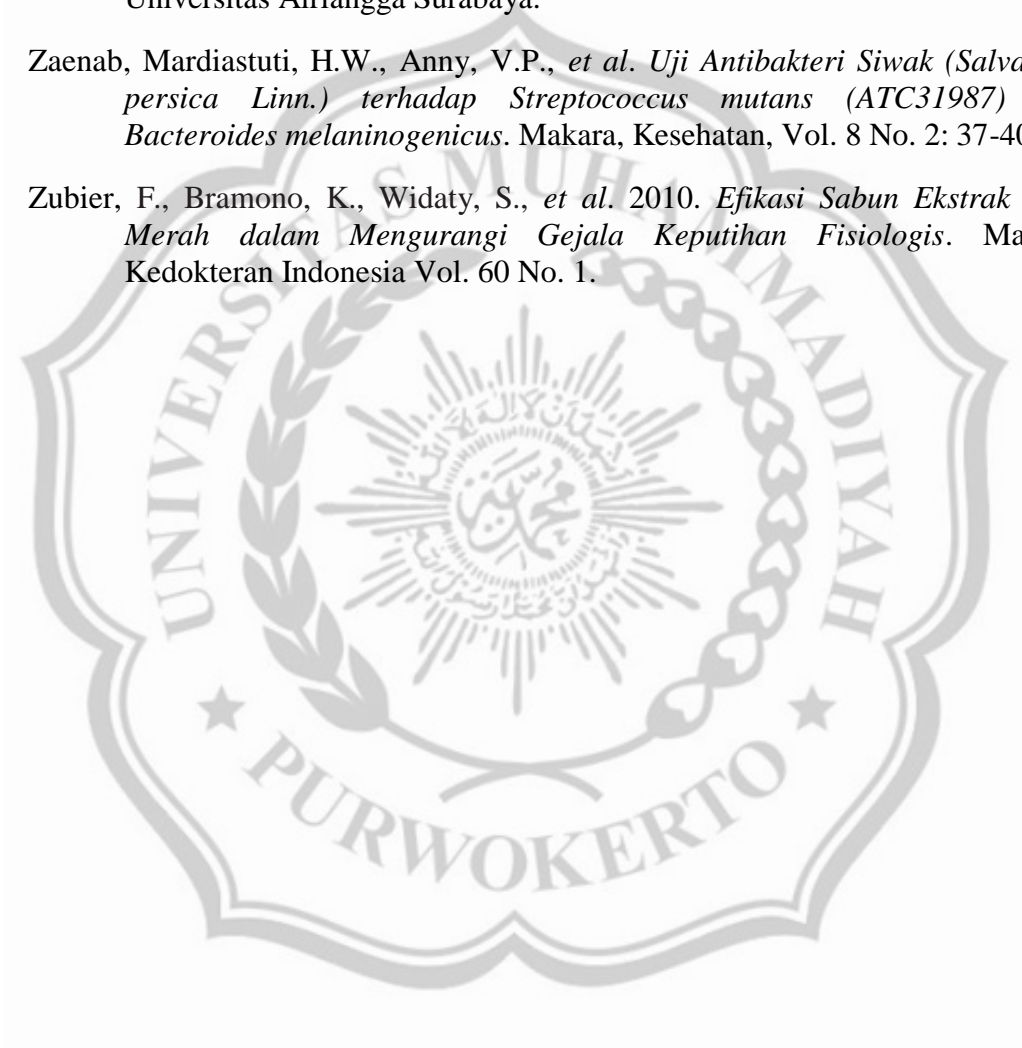 Universitas Airlangga Surabaya.
Zaenab, Mardiastuti, H.W., Anny, V.P., et al. Uji Antibakteri Siwak (Salva
persica Linn.) terhadap Streptococcus mutans (ATC31987)
Bacteroides melaninogenicus. Makara, Kesehatan, Vol. 8 No. 2: 37-40
Zubier, F., Bramono, K., Widaty, S., et al. 2010. Efikasi Sabun Ekstrak
Merah dalam Mengurangi Gejala Keputihan Fisiologis. Ma
Kedokteran Indonesia Vol. 60 No. 1.
UNIVERSITAS MUHAMMADIYAH
PURWOKERTO